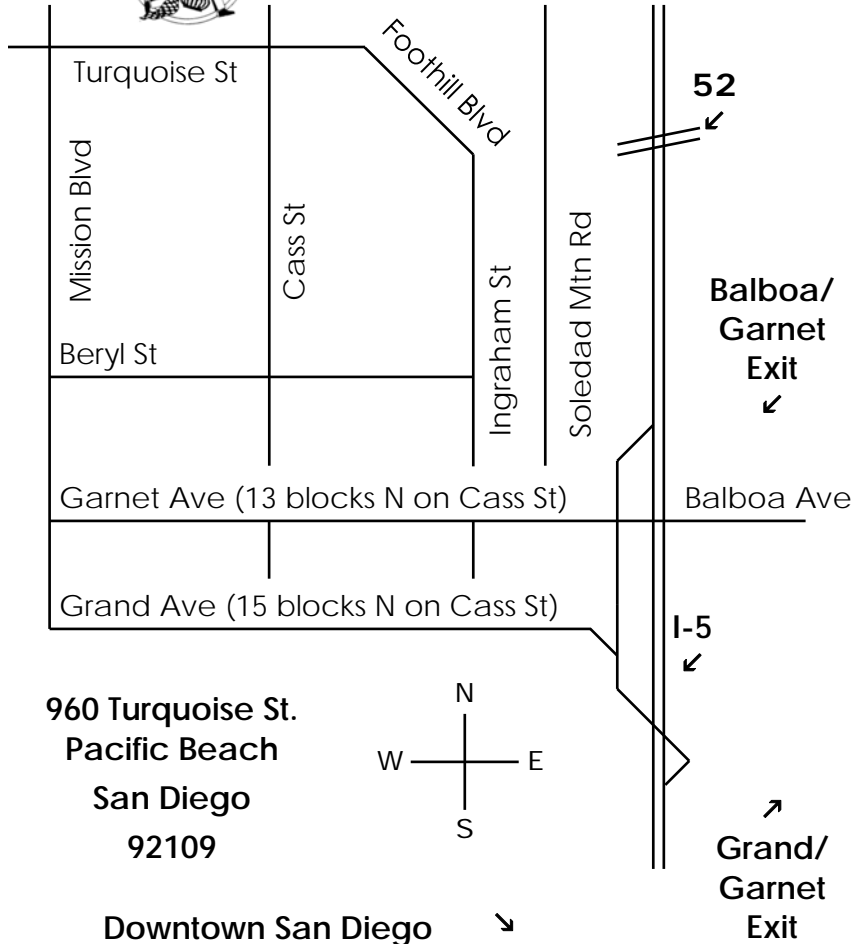 Foothill Blvd
Turquoise St
52
Mission Blvd
Cass St
Ingraham St
Soledad Mtn Rd
Balboa/
Garnet
Exit
Beryl St
Garnet Ave (13 blocks N on Cass St)
Balboa Ave
Grand Ave (15 blocks N on Cass St)
I-5
960 Turquoise St.
Pacific Beach
San Diego
92109
N
W
E
S
Grand/
Garnet
Exit
Downtown San Diego